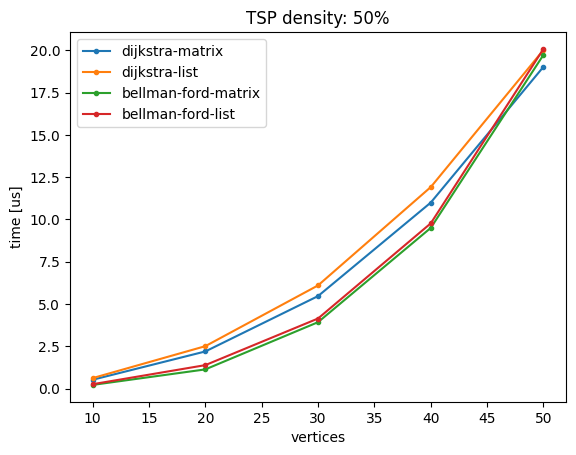 TSP density: 50%
dijkstra-matrix
dijkstra-list
bellman-ford-matrix
bellman-ford-list
time [us]
20.0
17.5
15.0
12.5
10.0
7.5
5.0
2.5
0.0
10 15 20 25 30 35 40 45 50
vertices